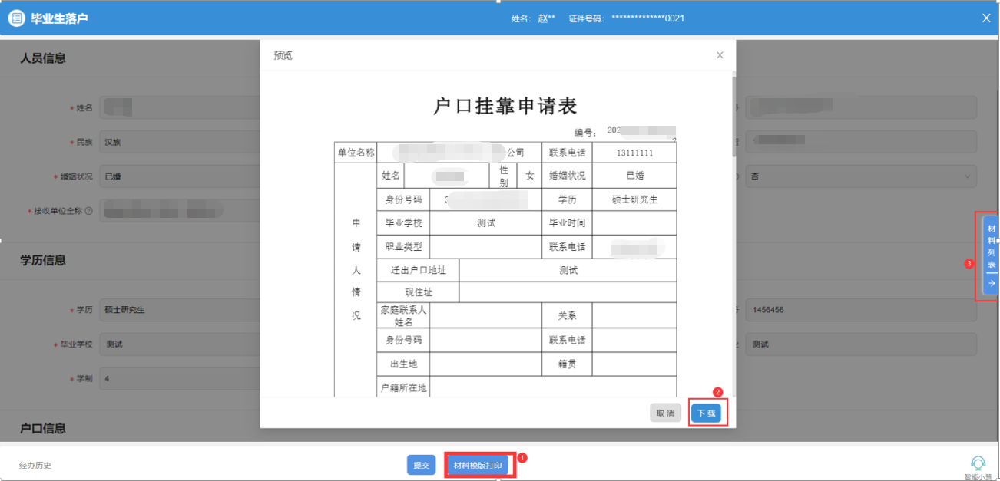 毕业生落户 姓名： 赵** 证件号码： **************0021
人员信息
预览
户口挂靠申请表
编号： 202
* 姓名
* 民族 汉族
* 婚姻状况 已婚 否
* 接收单位全称
单位名称 公司 联系电话 13111111
姓名 性别 女 婚姻状况 已婚
身份号码 3 学历 硕士研究生
毕业学校 测试 毕业时间
职业类型 联系电话
迁出户口地址 测试
现住址
家庭联系人姓名 关系
身份号码 联系电话
出生地 籍贯
户籍所在地
申请人情况
学历信息
* 学历 硕士研究生 1456456
* 毕业学校 测试 测试
* 学制 4
材料列表
3
2
取 消 下 载
户口信息
经办历史 提交 材料模版打印 1
智能小慧